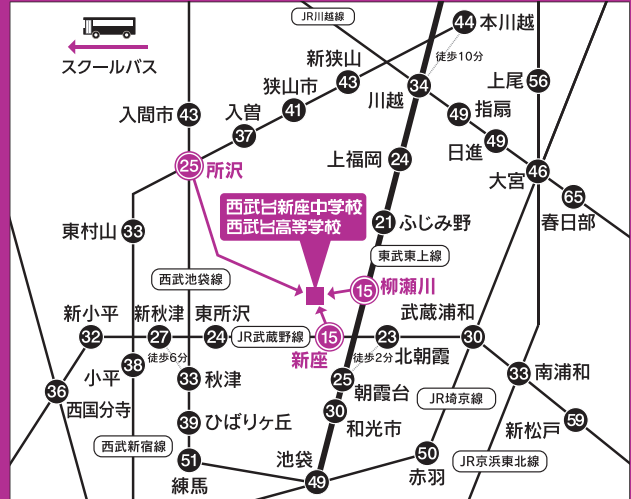 JR川越線
44 本川越
スクールバス
徒歩10分
新狭山
43
狭山市
41
川越
34
上尾 56
入間市 43
入曽
37
49 指扇
日進 49
上福岡 24
大宮 46
25 所沢
65
春日部
西武台新座中学校
西武台高等学校
東村山 33
21 ふじみ野
東武東上線
西武池袋線
15 柳瀬川
新小平
32
新秋津
27
東所沢
24
JR武蔵野線
15
新座
23
北朝霞
武蔵浦和
30
徒歩6分
徒歩2分
38
小平
33 秋津
25 朝霞台
33 南浦和
36
西国分寺
JR埼京線
39 ひばりヶ丘
30 和光市
59
新松戸
西武新宿線
51
練馬
池袋
49
50
赤羽
JR京浜東北線